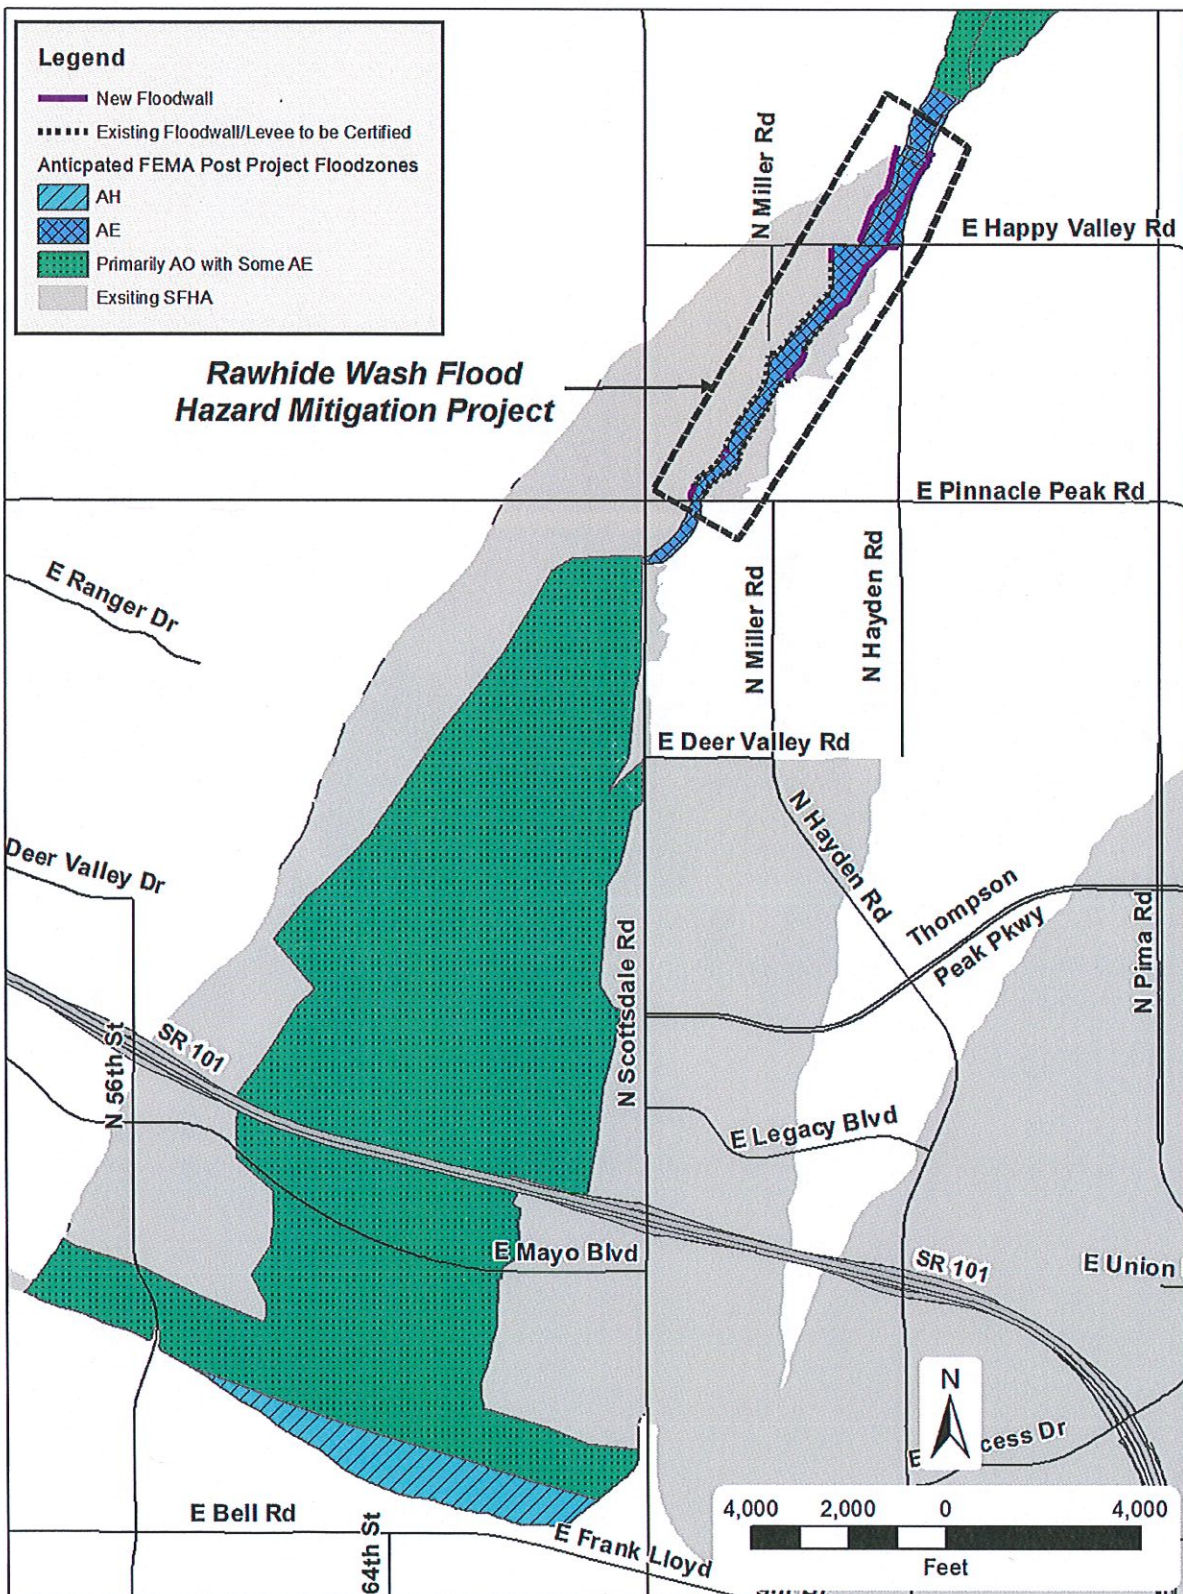 Legend
New Floodwall
Existing Floodwall/Levee to be Certified
Anticpated FEMA Post Project Floodzones
AH
AE
Primarily AO with Some AE
Exsiting SFHA
N Miller Rd
E Happy Valley Rd
Rawhide Wash Flood
Hazard Mitigation Project
E Pinnacle Peak Rd
E Ranger Dr
N Miller Rd
N Hayden Rd
E Deer Valley Rd
N Hayden Rd
Deer Valley Dr
Thompson
Peak Pkwy
N Pima Rd
N Scottsdale Rd
SR 101
N 56th St
E Legacy Blvd
E Mayo Blvd
SR 101
E Union
N
E cess Dr
E Bell Rd
64th St
E Frank Lloyd
4,000 2,000 0 4,000
Feet